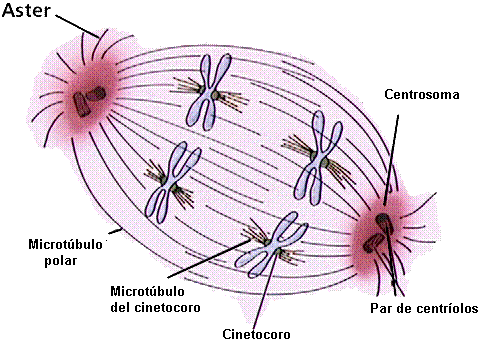 Aster
Centrosoma
Microtúbulo
polar
Microtúbulo
del cinetocoro
Par de centríolos
Cinetocoro